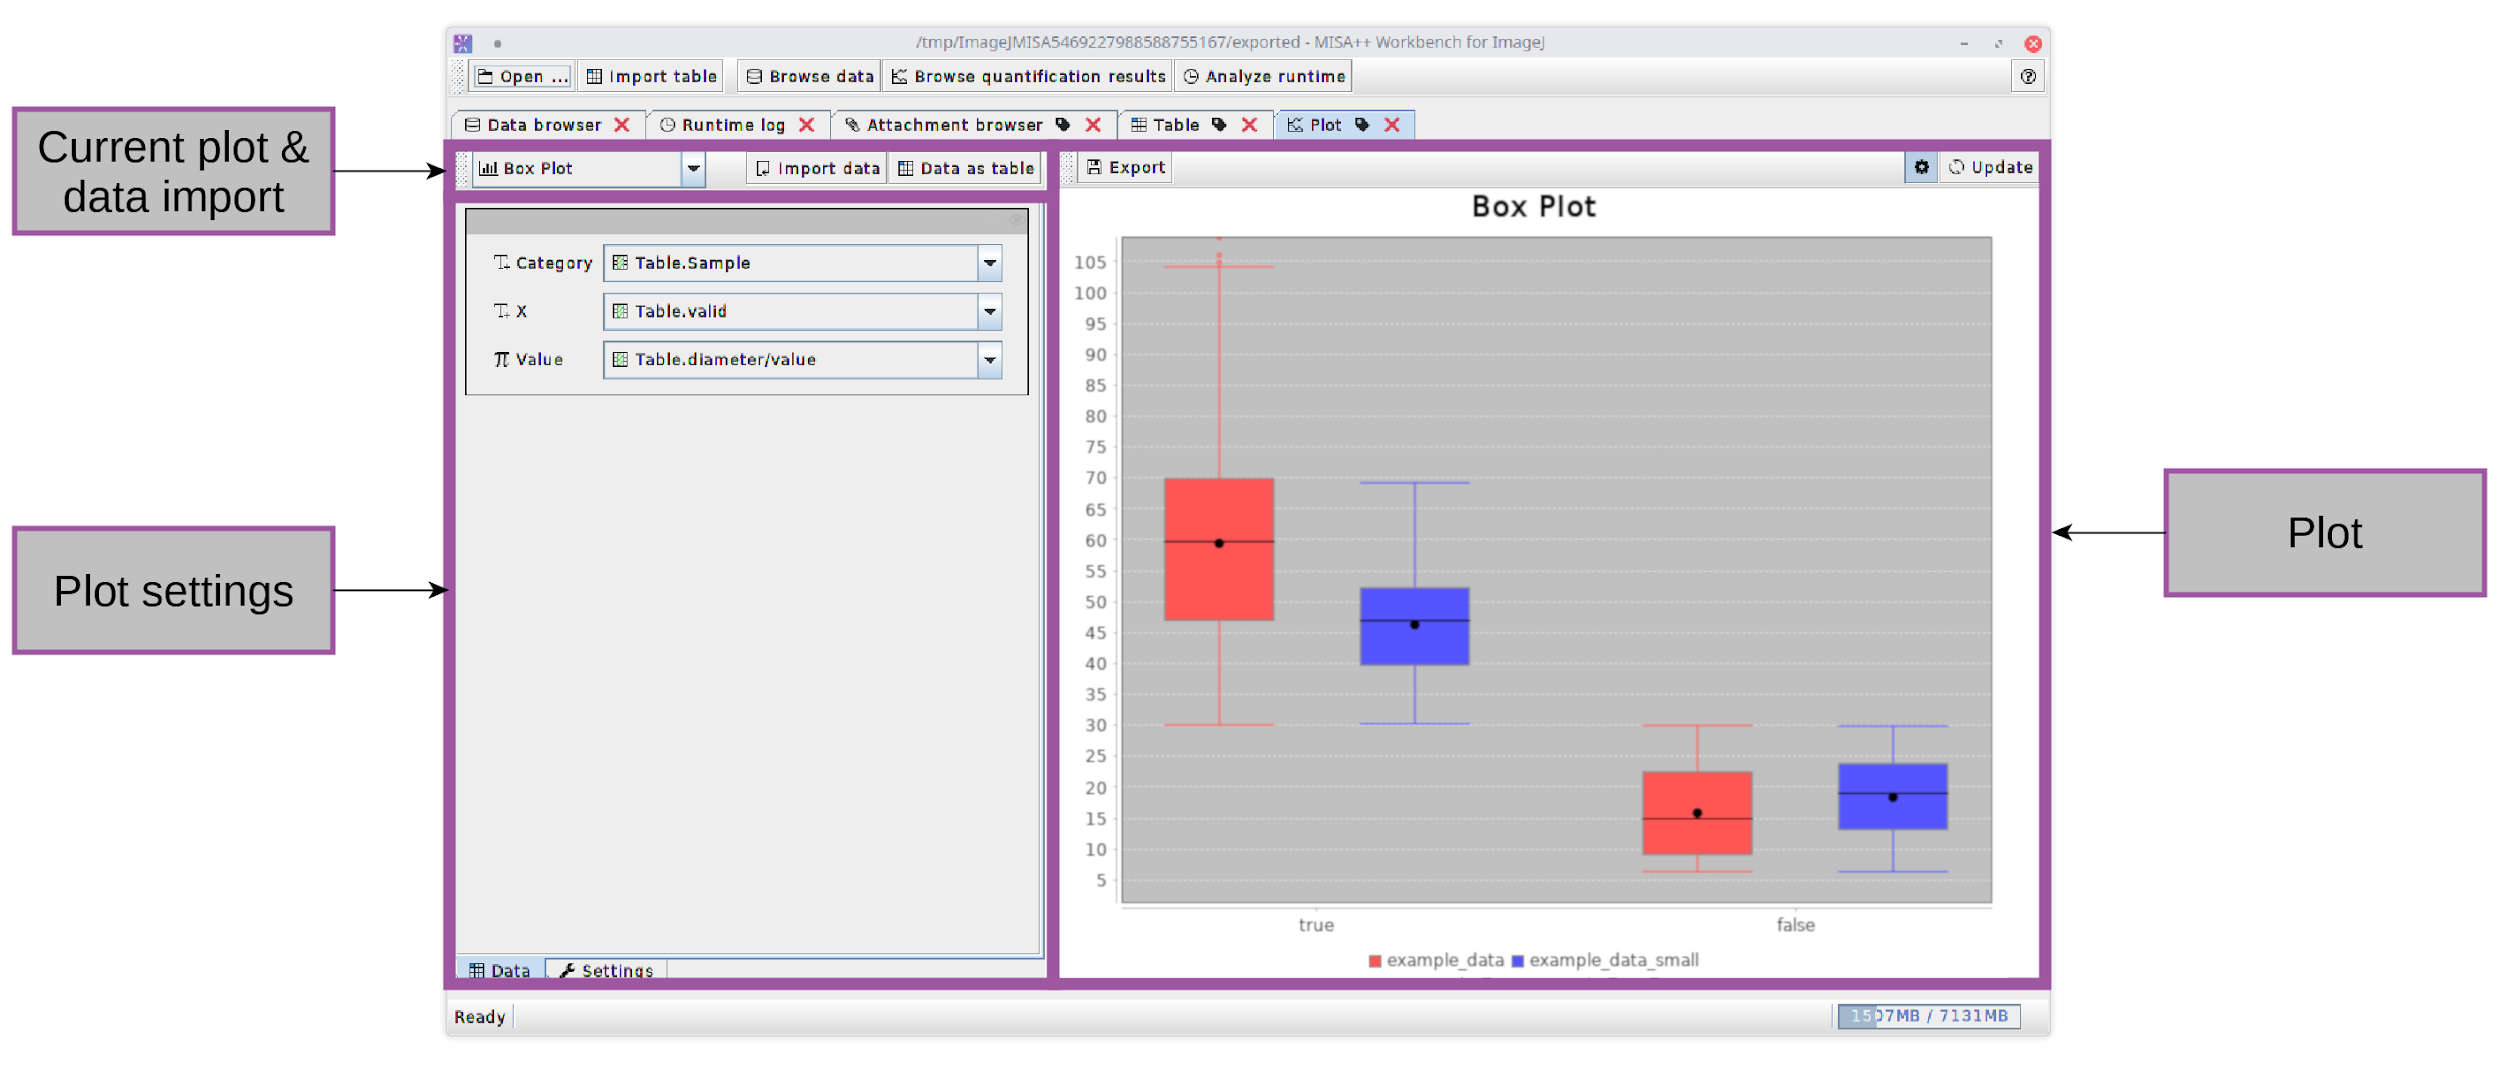 /tmp/ImageJMISA5469227988588755167/exported - MISA++ Workbench for ImageJ
Open ... Import table Browse data Browse quantification results Analyze runtime
Data browser Runtime log Attachment browser Table Plot
Current plot &
data import
Box Plot Import data Data as table Export Update
Category Table.Sample
X Table.valid
Value Table.diameter/value
Plot settings
Data Settings
Box Plot
105
100
95
90
85
80
75
70
65
60
55
50
45
40
35
30
25
20
15
10
5
true false
example_data example_data_small
Plot
Ready 1507MB / 7131MB